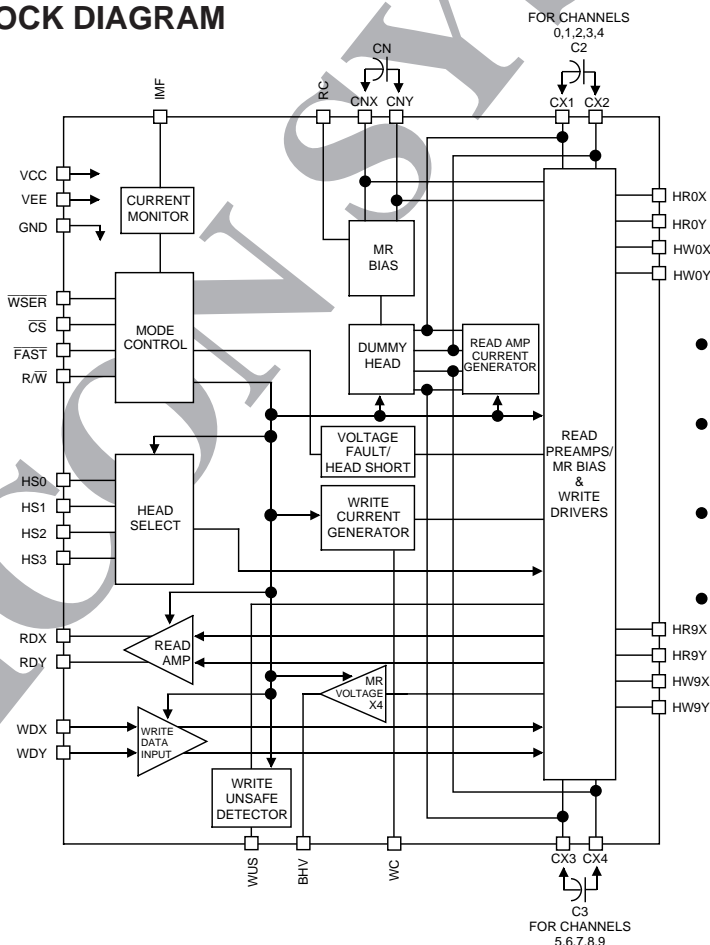 OCK DIAGRAM
FOR CHANNELS
0,1,2,3,4
C2
CN
IMF
RC
CNX CNY
CX1 CX2
VCC
VEE
GND
CURRENT
MONITOR
HR0X
HR0Y
HW0X
HW0Y
MR
BIAS
WSER
CS
FAST
R/W
MODE
CONTROL
DUMMY
HEAD
READ AMP
CURRENT
GENERATOR
VOLTAGE
FAULT/
HEAD SHORT
READ
PREAMPS/
MR BIAS
&
WRITE
DRIVERS
HS0
HS1
HS2
HS3
HEAD
SELECT
WRITE
CURRENT
GENERATOR
RDX
RDY
READ
AMP
HR9X
HR9Y
HW9X
HW9Y
MR
VOLTAGE
X4
WDX
WDY
WRITE
DATA
INPUT
WRITE
UNSAFE
DETECTOR
WUS
BHV
WC
CX3 CX4
C3
FOR CHANNELS
5,6,7,8,9
ICON SY